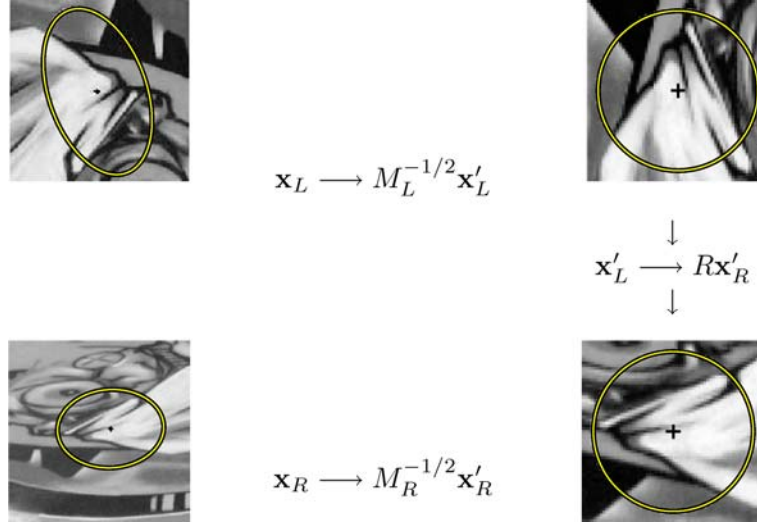 x_L ⟶ M_L^{-1/2} x'_L
↓
x'_L ⟶ R x'_R
↓
x_R ⟶ M_R^{-1/2} x'_R